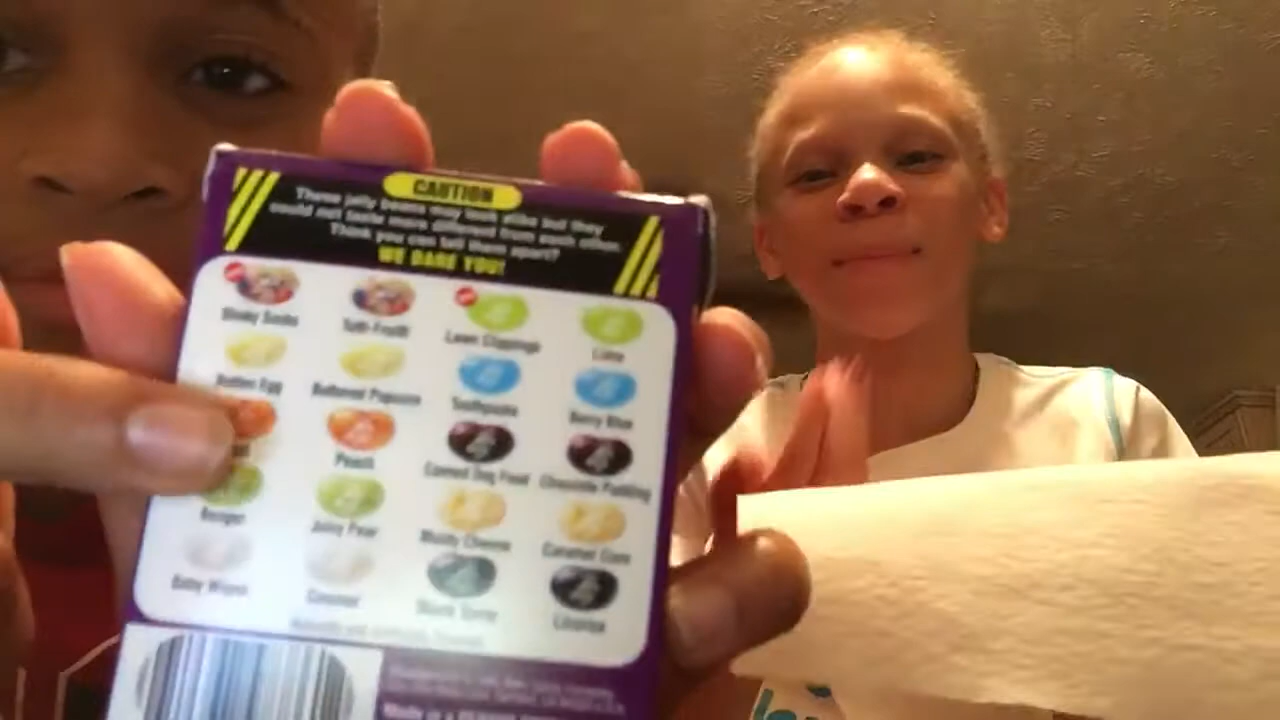 CAUTION
These jelly beans may look alike but they
could not taste more different from each other.
Think you can tell them apart?
WE DARE YOU!
Stinky Socks Tutti-Fruitti Lawn Clippings Lime
Rotten Egg Buttered Popcorn Toothpaste Berry Blue
Peach Canned Dog Food Chocolate Pudding
Booger Juicy Pear Moldy Cheese Caramel Corn
Baby Wipes Coconut Skunk Spray Licorice